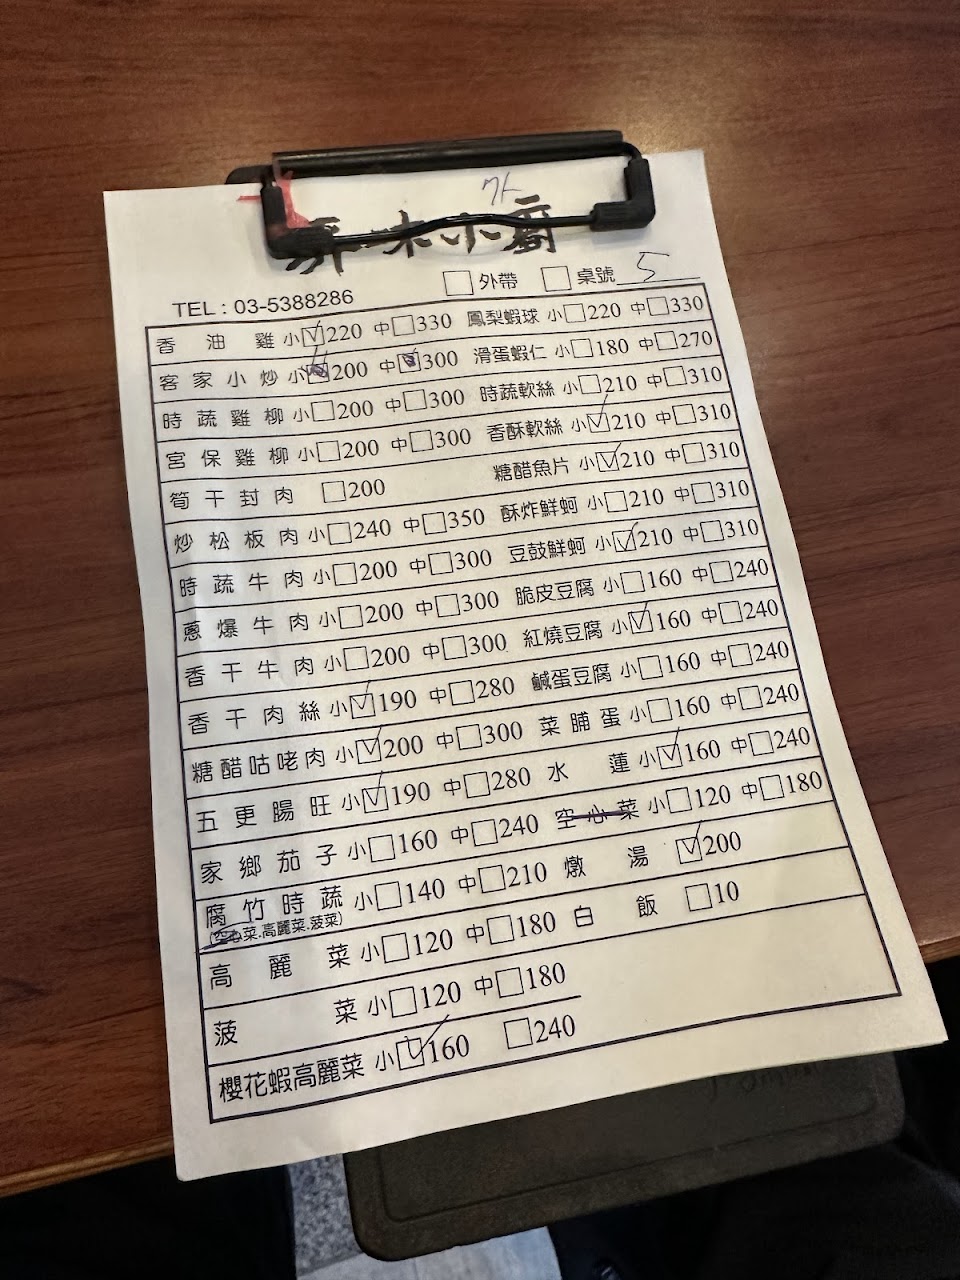 外
屏味小廚
TEL : 03-5388286 □外帶 □桌號 5
香油雞 小☑220 中□330 鳳梨蝦球 小□220 中□330
客家小炒 小☑200 中■300 滑蛋蝦仁 小□180 中□270
時蔬雞柳 小□200 中□300 時蔬軟絲 小□210 中□310
宮保雞柳 小□200 中□300 香酥軟絲 小☑210 中□310
筍干封肉 □200 糖醋魚片 小☑210 中□310
炒松板肉 小□240 中□350 酥炸鮮蚵 小□210 中□310
時蔬牛肉 小□200 中□300 豆鼓鮮蚵 小☑210 中□310
蔥爆牛肉 小□200 中□300 脆皮豆腐 小□160 中□240
香干牛肉 小□200 中□300 紅燒豆腐 小☑160 中□240
香干肉絲 小☑190 中□280 鹹蛋豆腐 小□160 中□240
糖醋咕咾肉 小☑200 中□300 菜脯蛋 小□160 中□240
五更腸旺 小☑190 中□280 水蓮 小☑160 中□240
家鄉茄子 小□160 中□240 空心菜 小□120 中□180
腐竹時蔬 小□140 中□210 燉湯 ☑200
(空心菜.高麗菜.菠菜)
高麗菜 小□120 中□180 白飯 □10
菠菜 小□120 中□180
櫻花蝦高麗菜 小☑160 □240